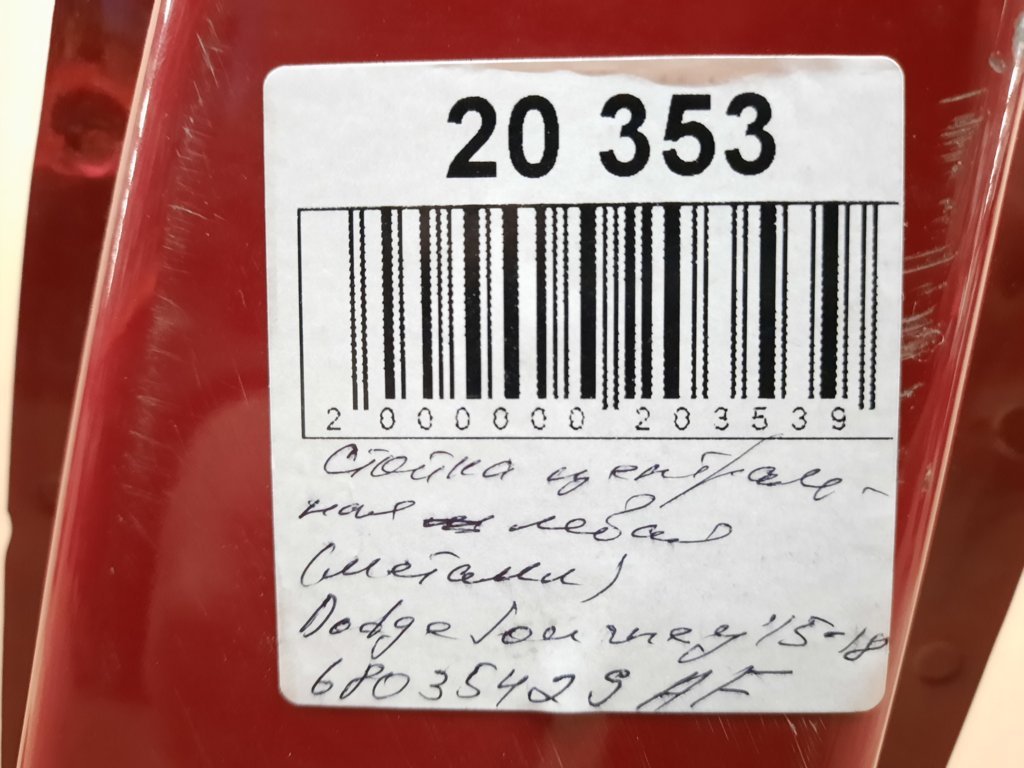 20 353
2 000000 203539
Стойка централь-
ная левая
(металл)
Dodge Journey '15-18
68035429 AF